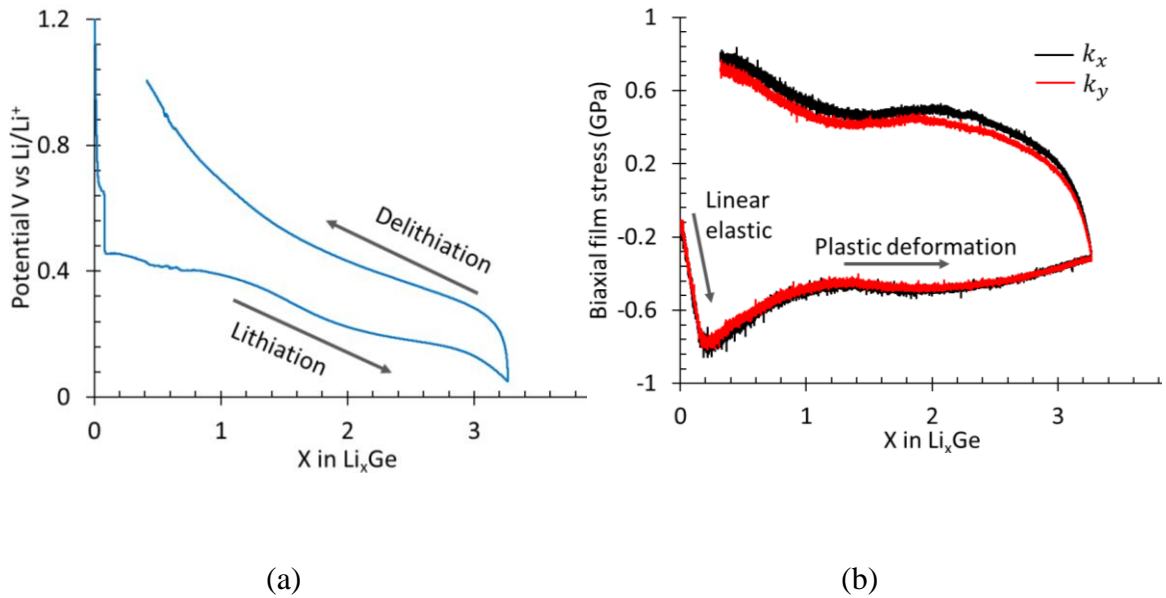 1.2
0.8
0.4
0
Potential V vs Li/Li⁺
Delithiation
Lithiation
0 1 2 3
X in LiₓGe
(a)
1
0.6
0.2
-0.2
-0.6
-1
Biaxial film stress (GPa)
kₓ
k_y
Linear
elastic
Plastic deformation
0 1 2 3
X in LiₓGe
(b)